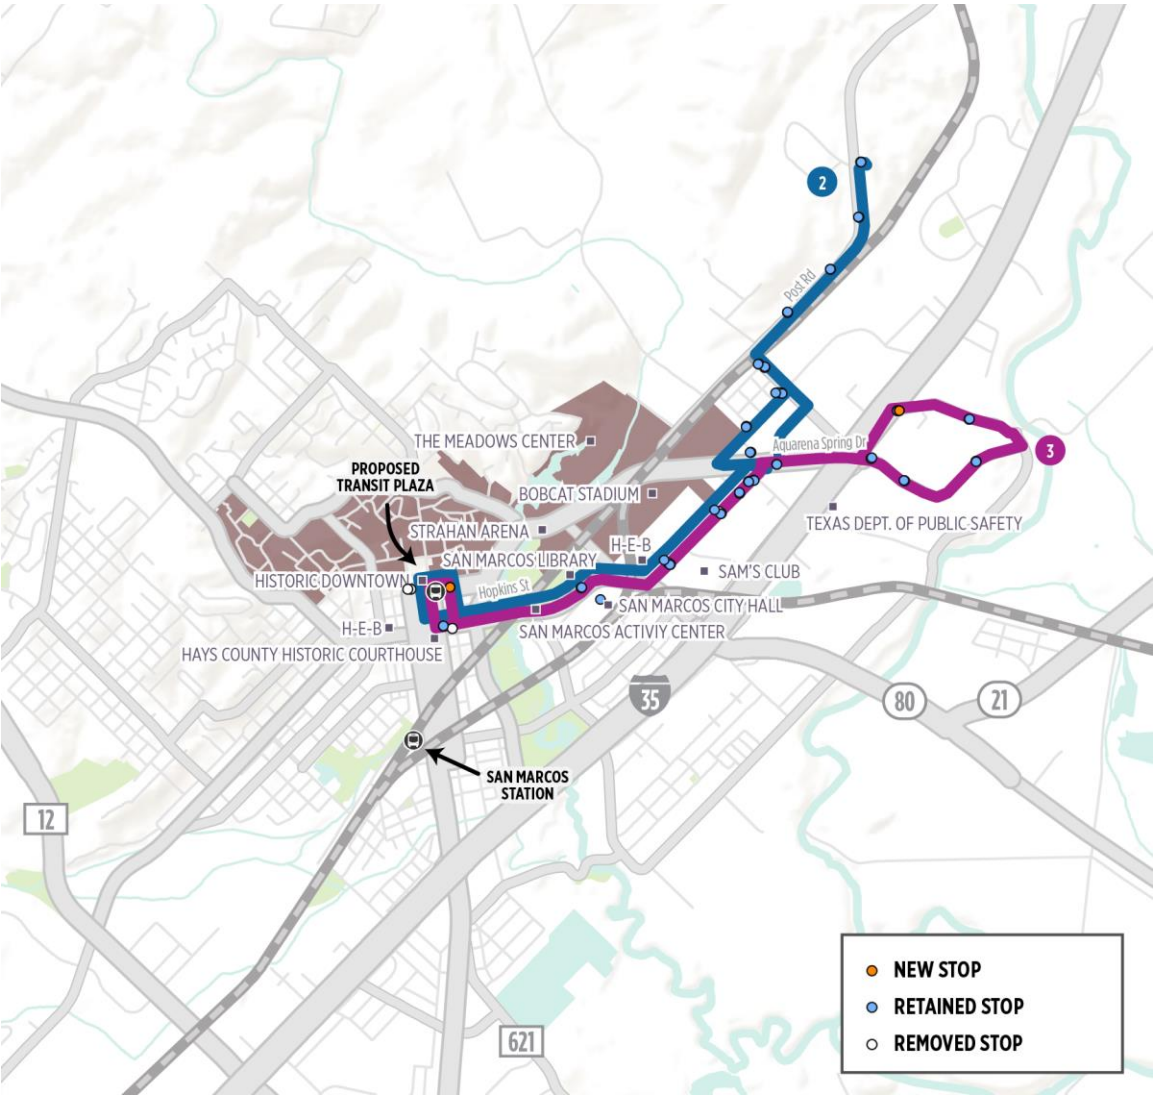 2
Post Rd
Aquarena Spring Dr
3
THE MEADOWS CENTER
PROPOSED
TRANSIT PLAZA
BOBCAT STADIUM
TEXAS DEPT. OF PUBLIC SAFETY
STRAHAN ARENA
H-E-B
SAN MARCOS LIBRARY
SAM'S CLUB
HISTORIC DOWNTOWN
Hopkins St
SAN MARCOS CITY HALL
H-E-B
SAN MARCOS ACTIVIY CENTER
HAYS COUNTY HISTORIC COURTHOUSE
35
80
21
SAN MARCOS
STATION
12
621
NEW STOP
RETAINED STOP
REMOVED STOP